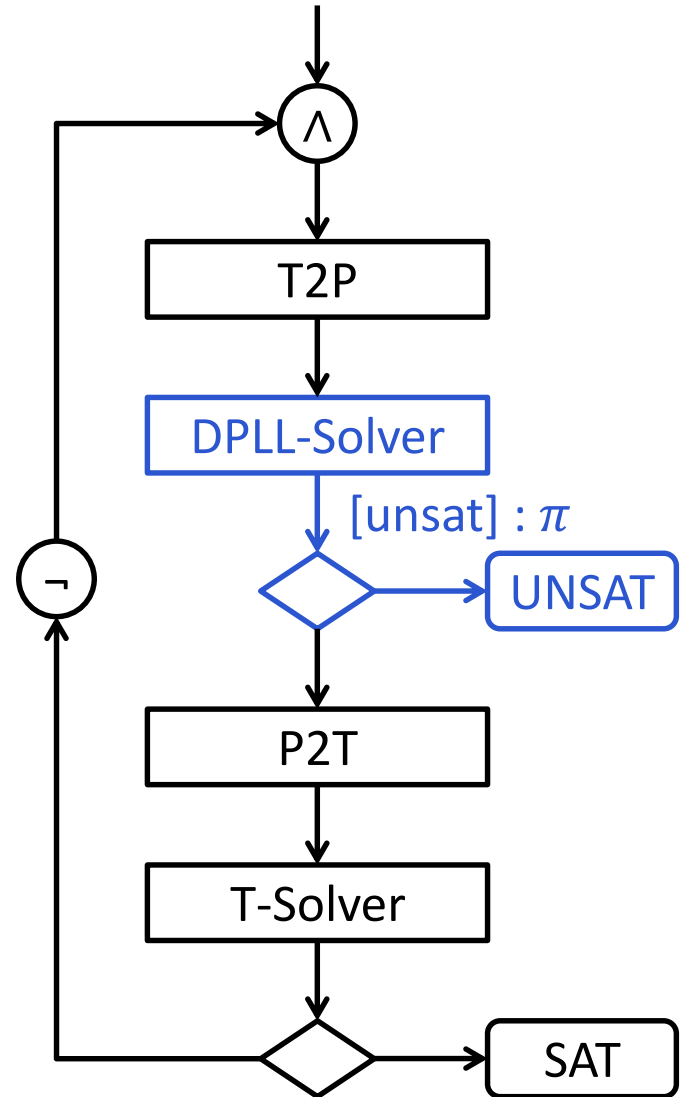 ∧
T2P
DPLL-Solver
[unsat] : π
UNSAT
¬
P2T
T-Solver
SAT